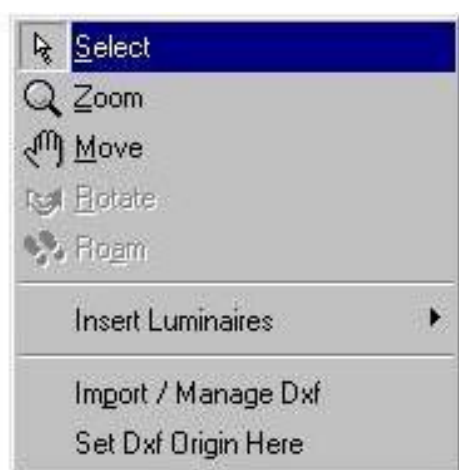 Select
Zoom
Move
Rotate
Roam
Insert Luminaires
Import / Manage Dxf
Set Dxf Origin Here